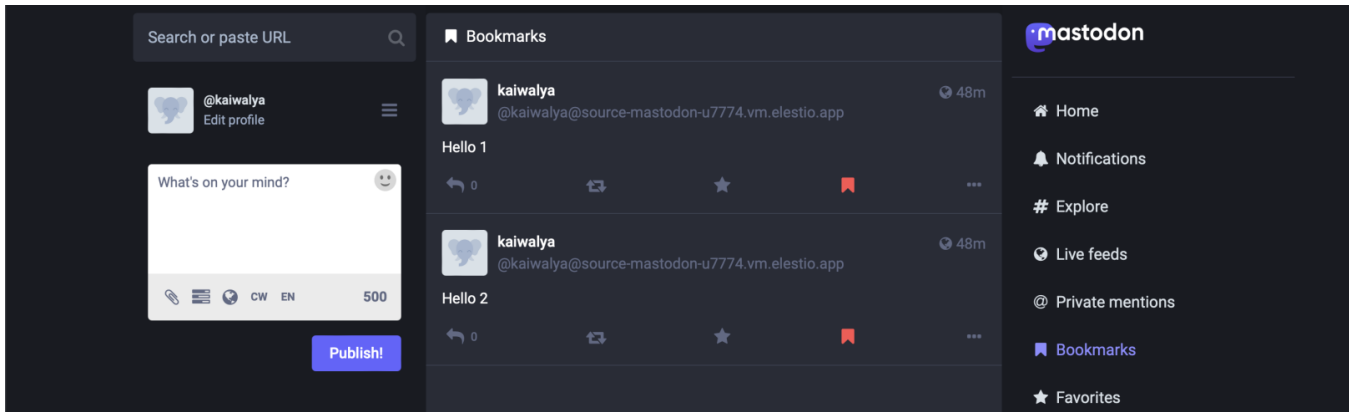 Search or paste URL
@kaiwalya
Edit profile
What's on your mind?
CW EN 500
Publish!
Bookmarks
kaiwalya 48m
@kaiwalya@source-mastodon-u7774.vm.elestio.app
Hello 1
0
kaiwalya 48m
@kaiwalya@source-mastodon-u7774.vm.elestio.app
Hello 2
0
mastodon
Home
Notifications
# Explore
Live feeds
@ Private mentions
Bookmarks
Favorites